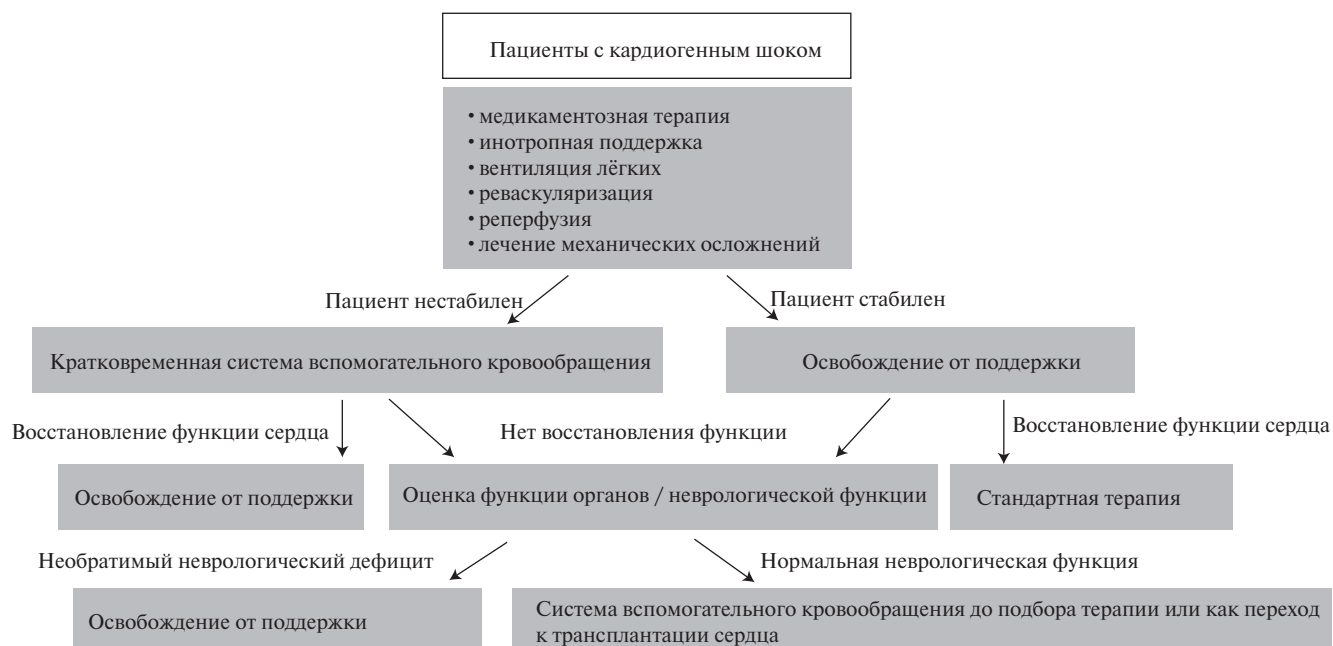 Пациенты с кардиогенным шоком
• медикаментозная терапия
• инотропная поддержка
• вентиляция лёгких
• реваскуляризация
• реперфузия
• лечение механических осложнений
Пациент нестабилен
Пациент стабилен
Кратковременная система вспомогательного кровообращения
Освобождение от поддержки
Восстановление функции сердца
Нет восстановления функции
Восстановление функции сердца
Освобождение от поддержки
Оценка функции органов / неврологической функции
Стандартная терапия
Необратимый неврологический дефицит
Нормальная неврологическая функция
Освобождение от поддержки
Система вспомогательного кровообращения до подбора терапии или как переход
к трансплантации сердца